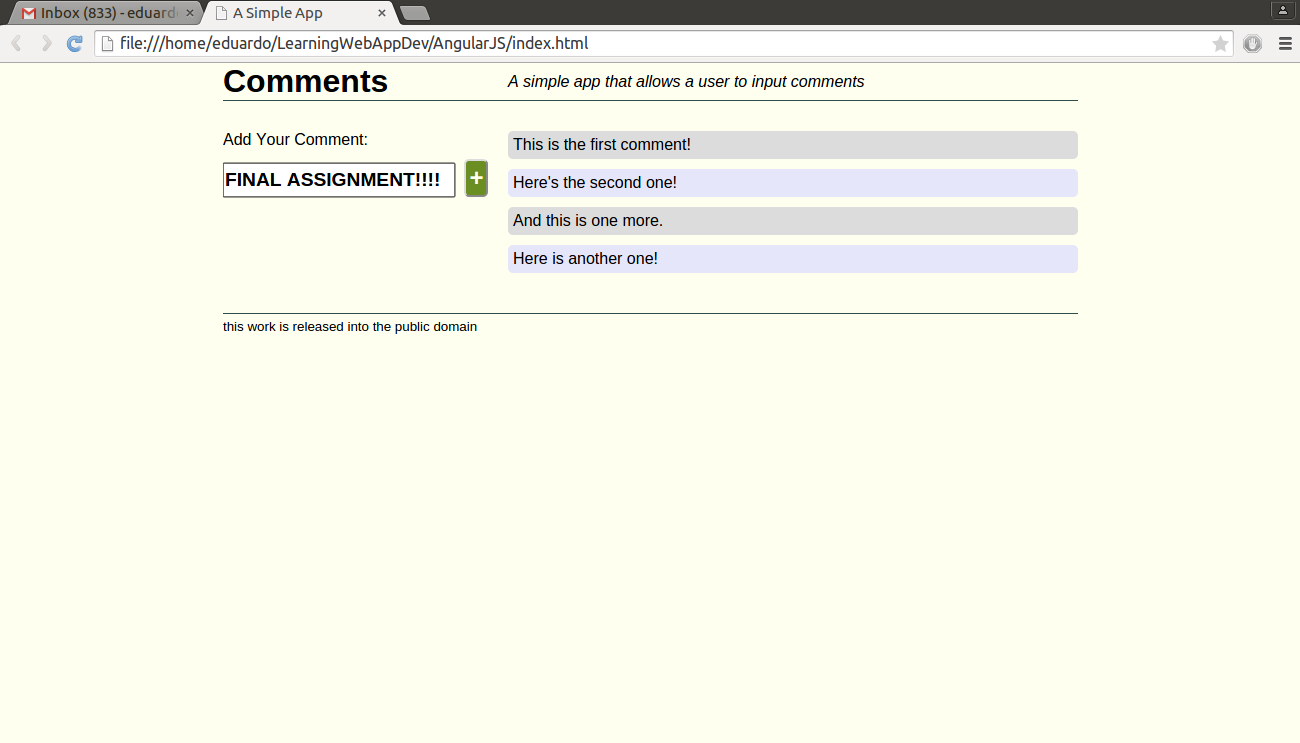 Inbox (833) - eduard
A Simple App
file:///home/eduardo/LearningWebAppDev/AngularJS/index.html
Comments
A simple app that allows a user to input comments
Add Your Comment:
FINAL ASSIGNMENT!!!!
+
This is the first comment!
Here's the second one!
And this is one more.
Here is another one!
this work is released into the public domain